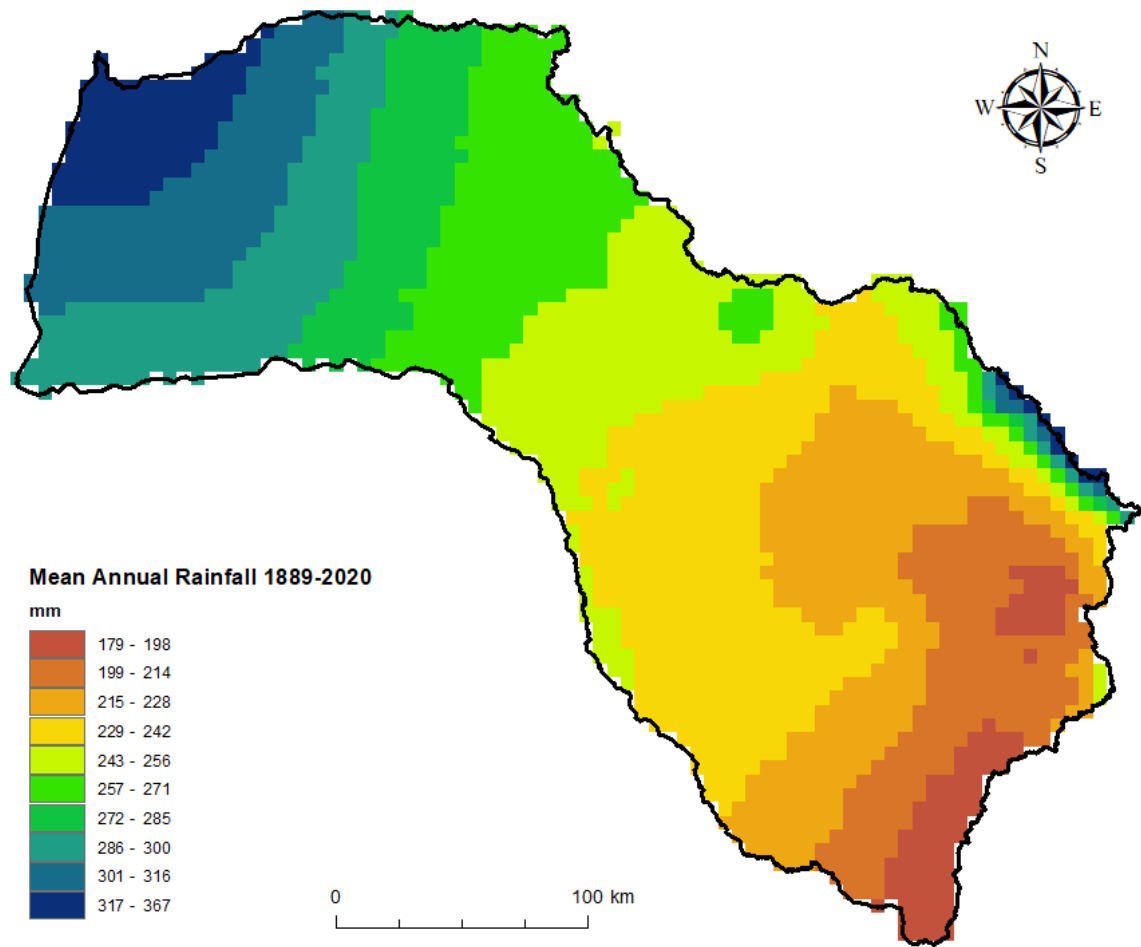 N
W E
S
Mean Annual Rainfall 1889-2020
mm
179 - 198
199 - 214
215 - 228
229 - 242
243 - 256
257 - 271
272 - 285
286 - 300
301 - 316
317 - 367
0 100 km